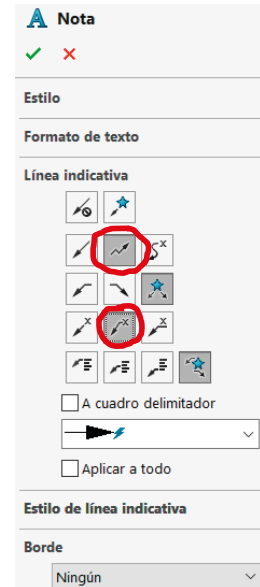 Nota
Estilo
Formato de texto
Línea indicativa
A cuadro delimitador
Aplicar a todo
Estilo de línea indicativa
Borde
Ningún